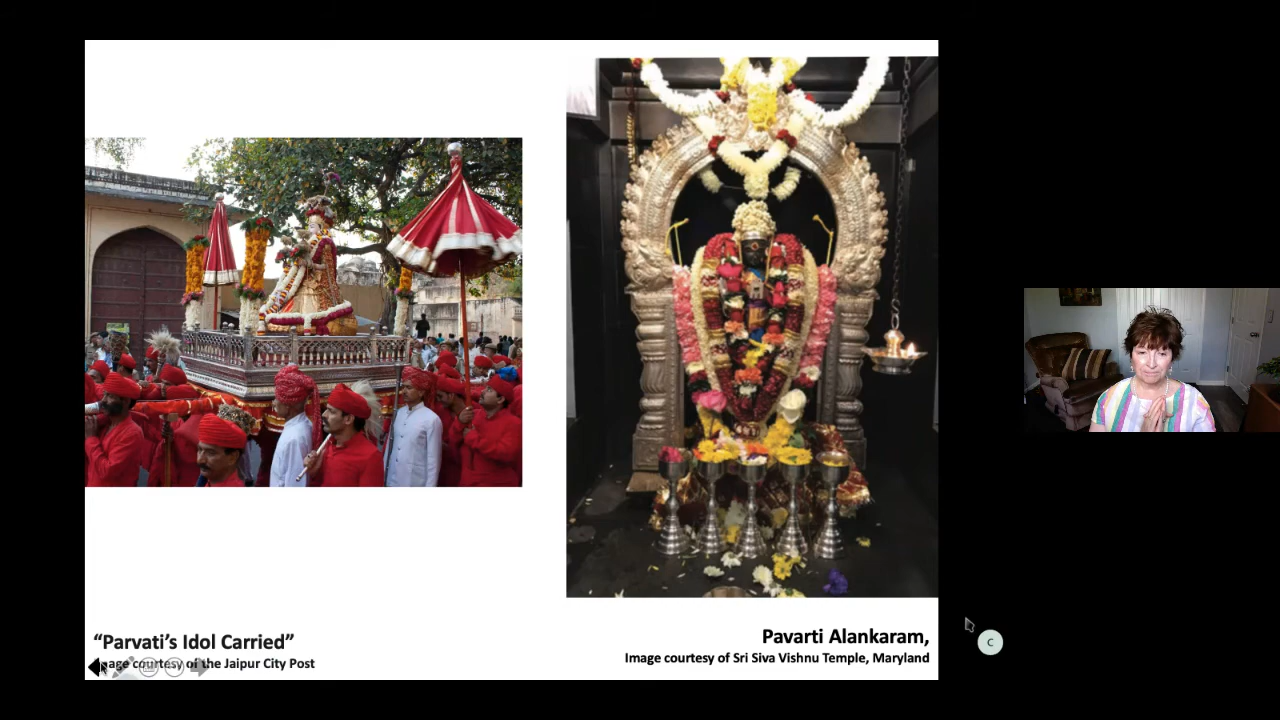 “Parvati’s Idol Carried”
courtesy of the Jaipur City Post
Pavarti Alankaram,
Image courtesy of Sri Siva Vishnu Temple, Maryland
C